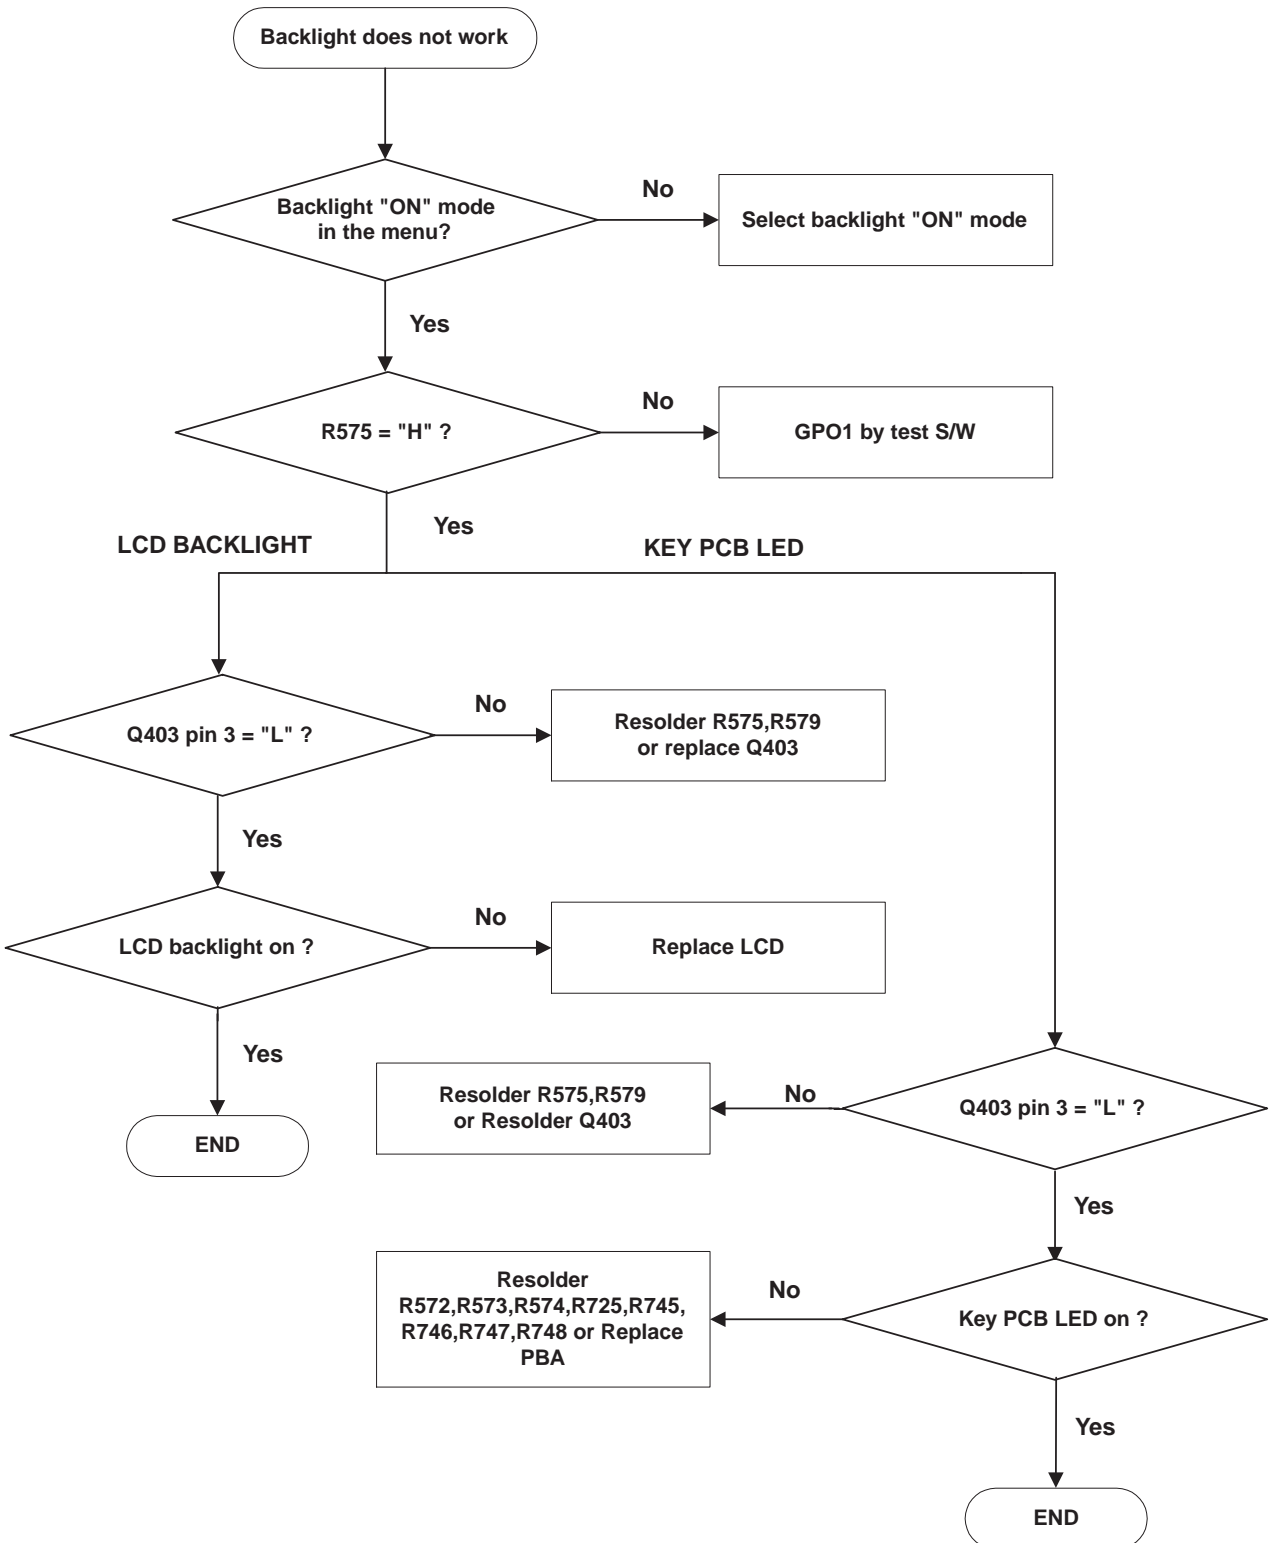 Backlight does not work
Backlight "ON" mode
in the menu?
No
Select backlight "ON" mode
Yes
R575 = "H" ?
No
GPO1 by test S/W
Yes
LCD BACKLIGHT
KEY PCB LED
Q403 pin 3 = "L" ?
No
Resolder R575,R579
or replace Q403
Yes
LCD backlight on ?
No
Replace LCD
Yes
END
Q403 pin 3 = "L" ?
No
Resolder R575,R579
or Resolder Q403
Yes
Key PCB LED on ?
No
Resolder
R572,R573,R574,R725,R745,
R746,R747,R748 or Replace
PBA
Yes
END